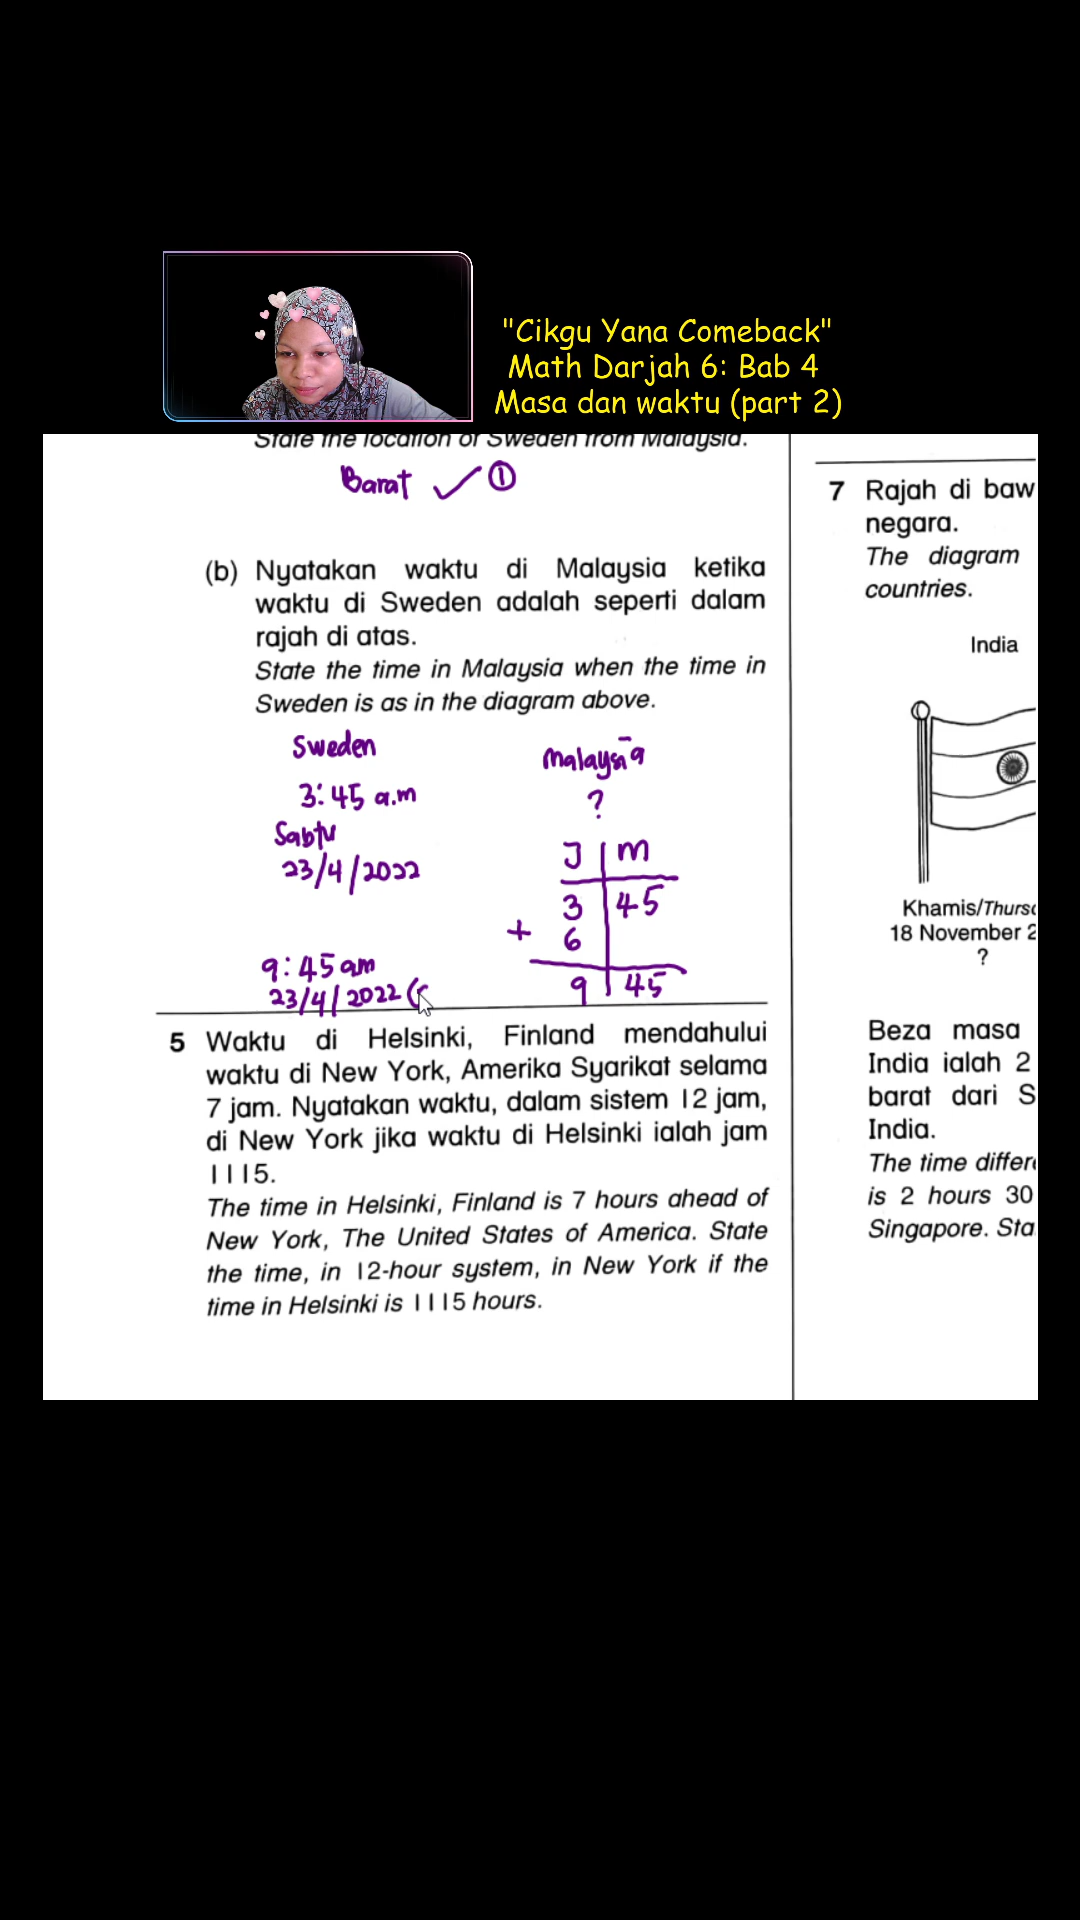 "Cikgu Yana Comeback"
Math Darjah 6: Bab 4
Masa dan waktu (part 2)
State the location of Sweden from Malaysia.
Barat ✓ ①
(b) Nyatakan waktu di Malaysia ketika
waktu di Sweden adalah seperti dalam
rajah di atas.
State the time in Malaysia when the time in
Sweden is as in the diagram above.
Sweden
3:45 a.m
Sabtu
23/4/2022
Malaysia
?
J | M
3 | 45
+ 6
9 | 45
9:45 am
23/4/2022 (
5 Waktu di Helsinki, Finland mendahului
waktu di New York, Amerika Syarikat selama
7 jam. Nyatakan waktu, dalam sistem 12 jam,
di New York jika waktu di Helsinki ialah jam
1115.
The time in Helsinki, Finland is 7 hours ahead of
New York, The United States of America. State
the time, in 12-hour system, in New York if the
time in Helsinki is 1115 hours.
7 Rajah di baw
negara.
The diagram
countries.
India
Khamis/Thurs
18 November 2
?
Beza masa
India ialah 2
barat dari S
India.
The time differ
is 2 hours 30
Singapore. Sta